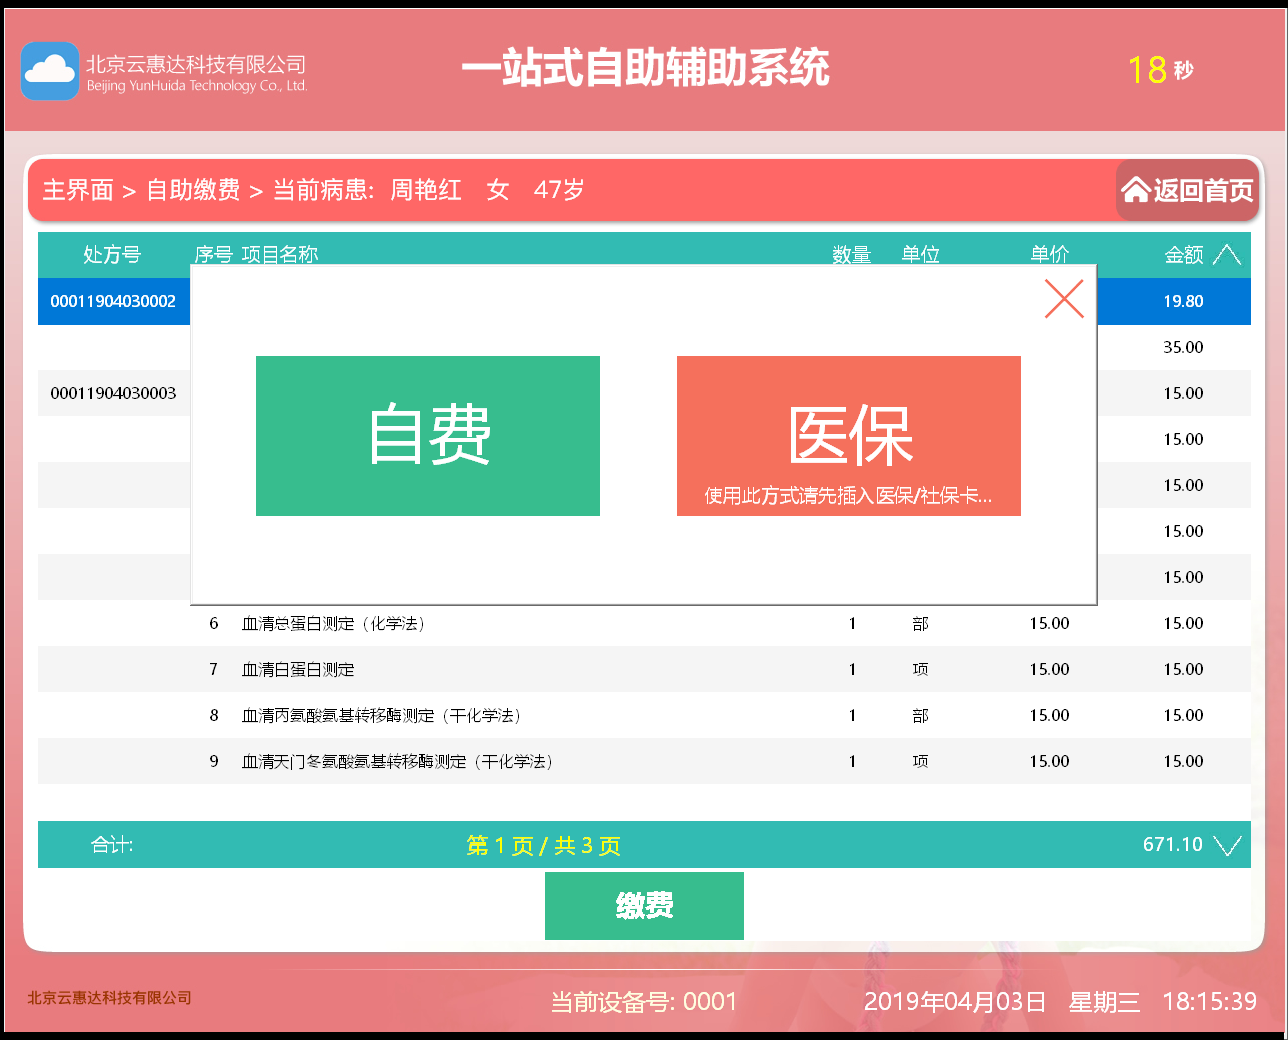 北京云惠达科技有限公司
Beijing YunHuida Technology Co., Ltd.
一站式自助辅助系统
18 秒
主界面 > 自助缴费 > 当前病患: 周艳红 女 47岁
返回首页
处方号 序号 项目名称 数量 单位 单价 金额
00011904030002 19.80
35.00
00011904030003 15.00
15.00
15.00
15.00
15.00
自费
医保
使用此方式请先插入医保/社保卡...
6 血清总蛋白测定（化学法） 1 部 15.00 15.00
7 血清白蛋白测定 1 项 15.00 15.00
8 血清丙氨酸氨基转移酶测定（干化学法） 1 部 15.00 15.00
9 血清天门冬氨酸氨基转移酶测定（干化学法） 1 项 15.00 15.00
合计: 第 1 页 / 共 3 页 671.10
缴费
北京云惠达科技有限公司
当前设备号: 0001
2019年04月03日 星期三 18:15:39